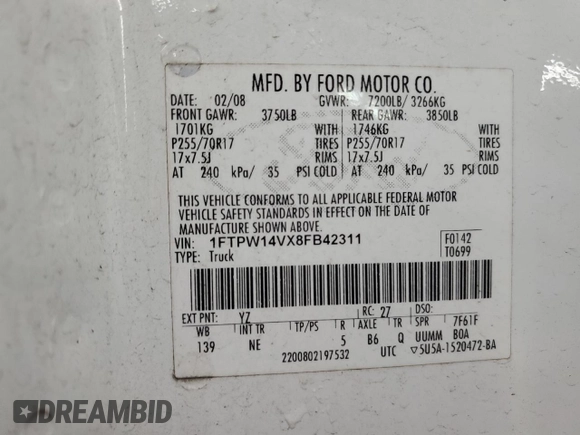 MFD. BY FORD MOTOR CO.
DATE: 02/08 GVWR: 7200LB/ 3266KG
FRONT GAWR: 3750LB REAR GAWR: 3850LB
1701KG WITH 1746KG WITH
P255/70R17 TIRES P255/70R17 TIRES
17x7.5J RIMS 17x7.5J RIMS
AT 240 kPa/ 35 PSI COLD AT 240 kPa/ 35 PSI COLD
THIS VEHICLE CONFORMS TO ALL APPLICABLE FEDERAL MOTOR
VEHICLE SAFETY STANDARDS IN EFFECT ON THE DATE OF
MANUFACTURE SHOWN ABOVE.
VIN: 1FTPW14VX8FB42311 F0142
TYPE: Truck T0699
EXT PNT: YZ RC: 27 DSO:
WB INT TR TP/PS R AXLE TR SPR 7F61F
139 NE 5 B6 Q UUMM BOA
2200802197532 UTC ▽5U5A-1520472-BA
DREAMBID